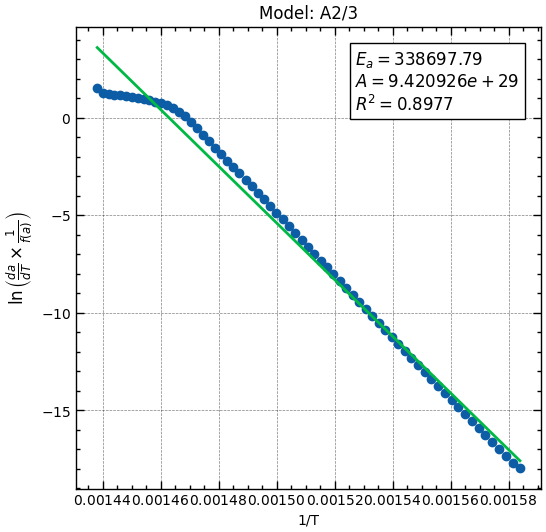 Model: A2/3
E_a = 338697.79
A = 9.420926e + 29
R^2 = 0.8977
ln(da/dT × 1/f(a))
0
−5
−10
−15
0.00144 0.00146 0.00148 0.00150 0.00152 0.00154 0.00156 0.00158
1/T